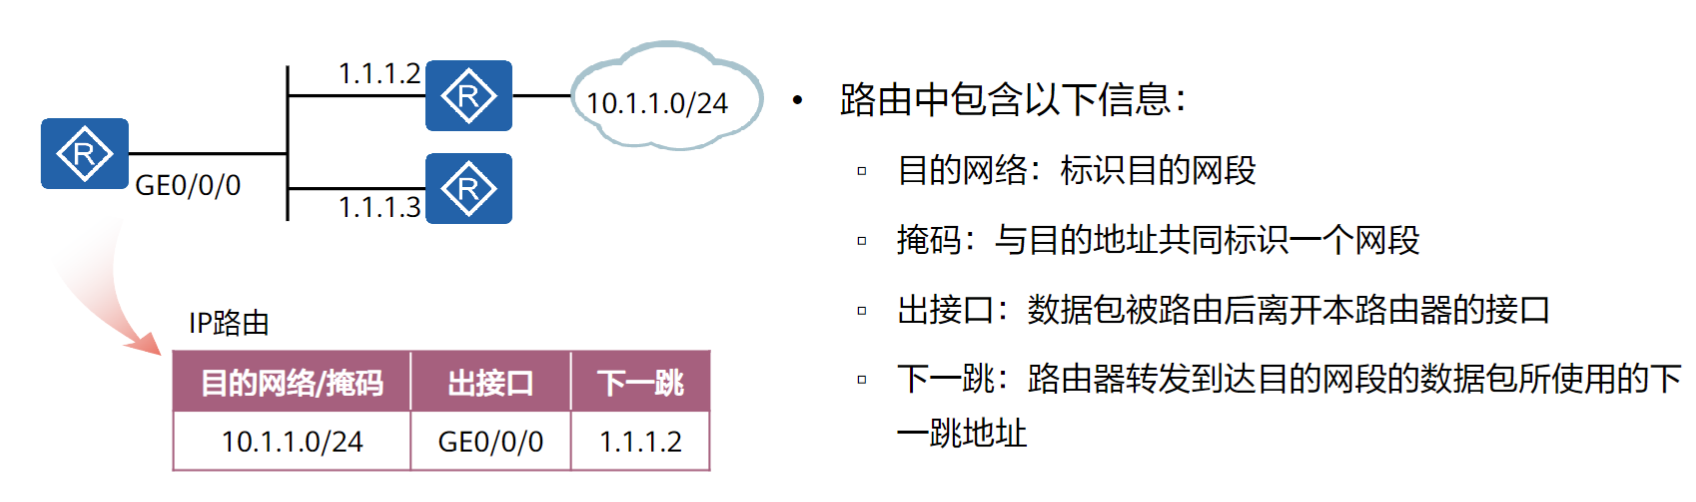 1.1.1.2
R
10.1.1.0/24
R
GE0/0/0
R
1.1.1.3
IP路由
目的网络/掩码 出接口 下一跳
10.1.1.0/24 GE0/0/0 1.1.1.2
• 路由中包含以下信息：
▫ 目的网络：标识目的网段
▫ 掩码：与目的地址共同标识一个网段
▫ 出接口：数据包被路由后离开本路由器的接口
▫ 下一跳：路由器转发到达目的网段的数据包所使用的下
一跳地址